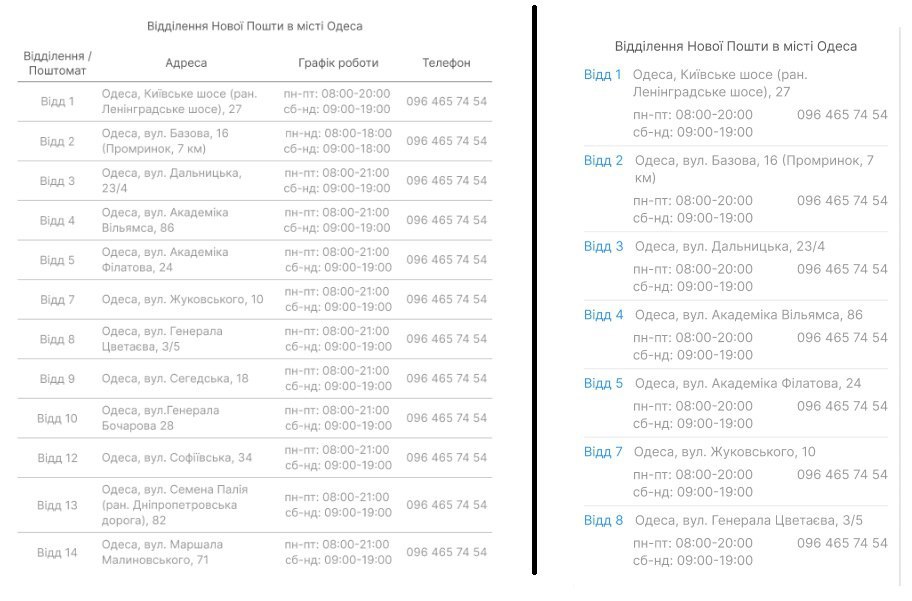 Відділення Нової Пошти в місті Одеса
Відділення / Поштомат Адреса Графік роботи Телефон
Відд 1 Одеса, Київське шосе (ран. Ленінградське шосе), 27 пн-пт: 08:00-20:00 сб-нд: 09:00-19:00 096 465 74 54
Відд 2 Одеса, вул. Базова, 16 (Промринок, 7 км) пн-нд: 08:00-18:00 сб-нд: 09:00-18:00 096 465 74 54
Відд 3 Одеса, вул. Дальницька, 23/4 пн-пт: 08:00-21:00 сб-нд: 09:00-19:00 096 465 74 54
Відд 4 Одеса, вул. Академіка Вільямса, 86 пн-пт: 08:00-21:00 сб-нд: 09:00-19:00 096 465 74 54
Відд 5 Одеса, вул. Академіка Філатова, 24 пн-пт: 08:00-21:00 сб-нд: 09:00-19:00 096 465 74 54
Відд 7 Одеса, вул. Жуковського, 10 пн-пт: 08:00-21:00 сб-нд: 09:00-19:00 096 465 74 54
Відд 8 Одеса, вул. Генерала Цветаєва, 3/5 пн-пт: 08:00-21:00 сб-нд: 09:00-19:00 096 465 74 54
Відд 9 Одеса, вул. Сегедська, 18 пн-пт: 08:00-21:00 сб-нд: 09:00-19:00 096 465 74 54
Відд 10 Одеса, вул.Генерала Бочарова 28 пн-пт: 08:00-21:00 сб-нд: 09:00-19:00 096 465 74 54
Відд 12 Одеса, вул. Софіївська, 34 пн-пт: 08:00-21:00 сб-нд: 09:00-19:00 096 465 74 54
Відд 13 Одеса, вул. Семена Палія (ран. Дніпропетровська дорога), 82 пн-пт: 08:00-21:00 сб-нд: 09:00-19:00 096 465 74 54
Відд 14 Одеса, вул. Маршала Малиновського, 71 пн-пт: 08:00-21:00 сб-нд: 09:00-19:00 096 465 74 54
Відділення Нової Пошти в місті Одеса
Відд 1 Одеса, Київське шосе (ран.
Ленінградське шосе), 27
пн-пт: 08:00-20:00 096 465 74 54
сб-нд: 09:00-19:00
Відд 2 Одеса, вул. Базова, 16 (Промринок, 7
км)
пн-пт: 08:00-20:00 096 465 74 54
сб-нд: 09:00-19:00
Відд 3 Одеса, вул. Дальницька, 23/4
пн-пт: 08:00-20:00 096 465 74 54
сб-нд: 09:00-19:00
Відд 4 Одеса, вул. Академіка Вільямса, 86
пн-пт: 08:00-20:00 096 465 74 54
сб-нд: 09:00-19:00
Відд 5 Одеса, вул. Академіка Філатова, 24
пн-пт: 08:00-20:00 096 465 74 54
сб-нд: 09:00-19:00
Відд 7 Одеса, вул. Жуковського, 10
пн-пт: 08:00-20:00 096 465 74 54
сб-нд: 09:00-19:00
Відд 8 Одеса, вул. Генерала Цветаєва, 3/5
пн-пт: 08:00-20:00 096 465 74 54
сб-нд: 09:00-19:00